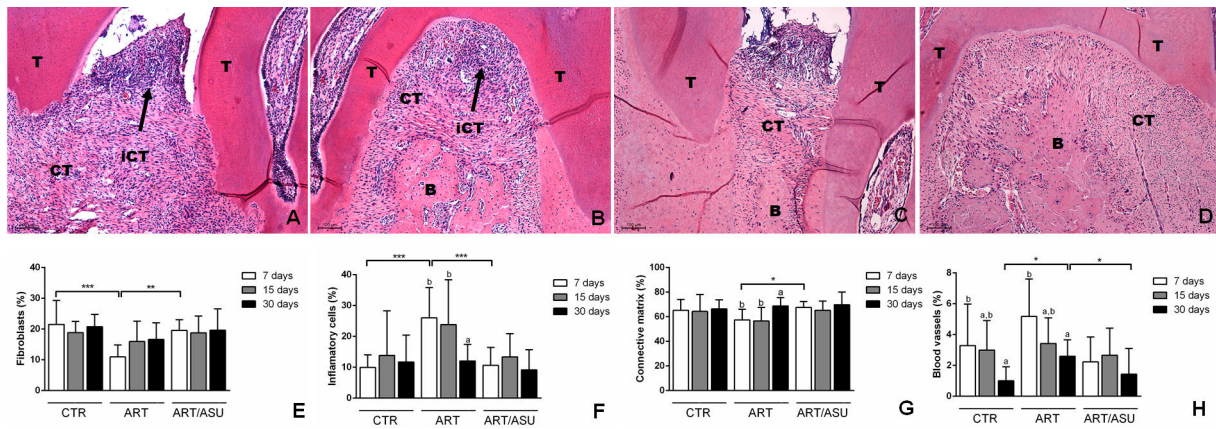 T
T
CT
iCT
A
T
T
CT
iCT
B
B
T
T
CT
B
C
T
T
CT
B
D
Fibroblasts (%)
40
30
20
10
0
***
**
7 days
15 days
30 days
CTR
ART
ART/ASU
E
Inflamatory cells (%)
40
30
20
10
0
***
***
b
b
a
7 days
15 days
30 days
CTR
ART
ART/ASU
F
Connective matrix (%)
100
80
60
40
20
0
*
b
b
a
7 days
15 days
30 days
CTR
ART
ART/ASU
G
Blood vassels (%)
8
6
4
2
0
*
*
b
a,b
a
b
a,b
a
7 days
15 days
30 days
CTR
ART
ART/ASU
H